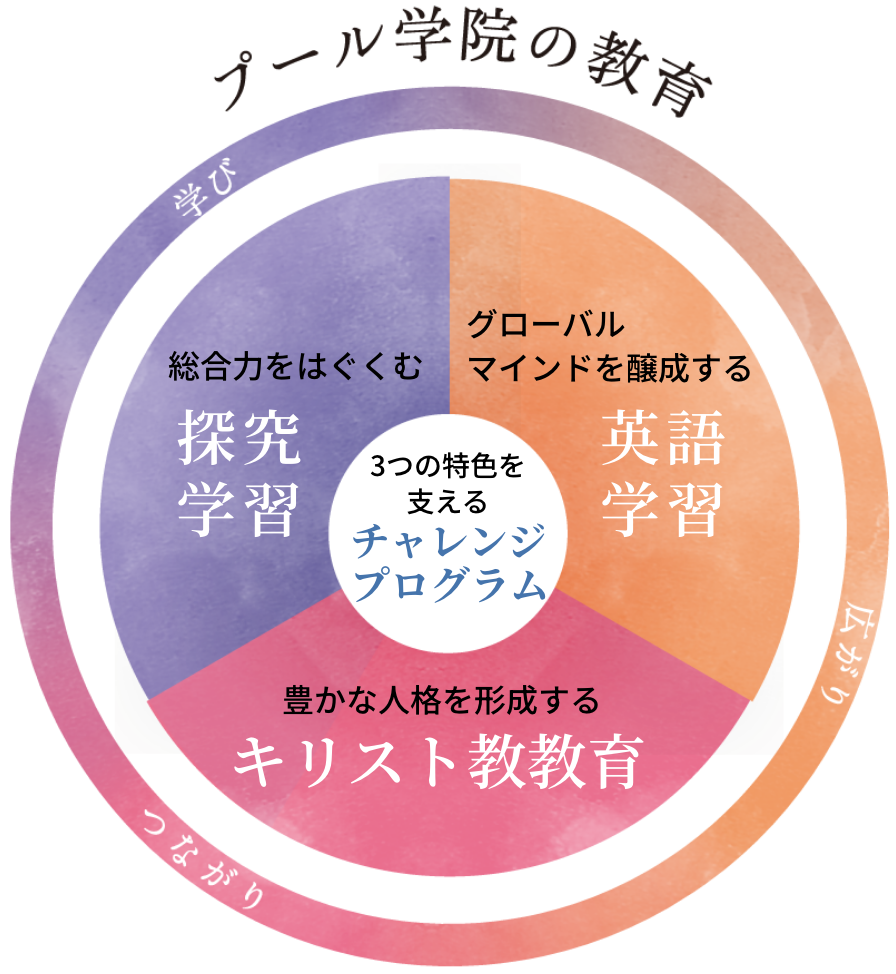 プール学院の教育
学び
総合力をはぐくむ
探究
学習
グローバル
マインドを醸成する
英語
学習
3つの特色を
支える
チャレンジ
プログラム
広がり
豊かな人格を形成する
キリスト教教育
つながり